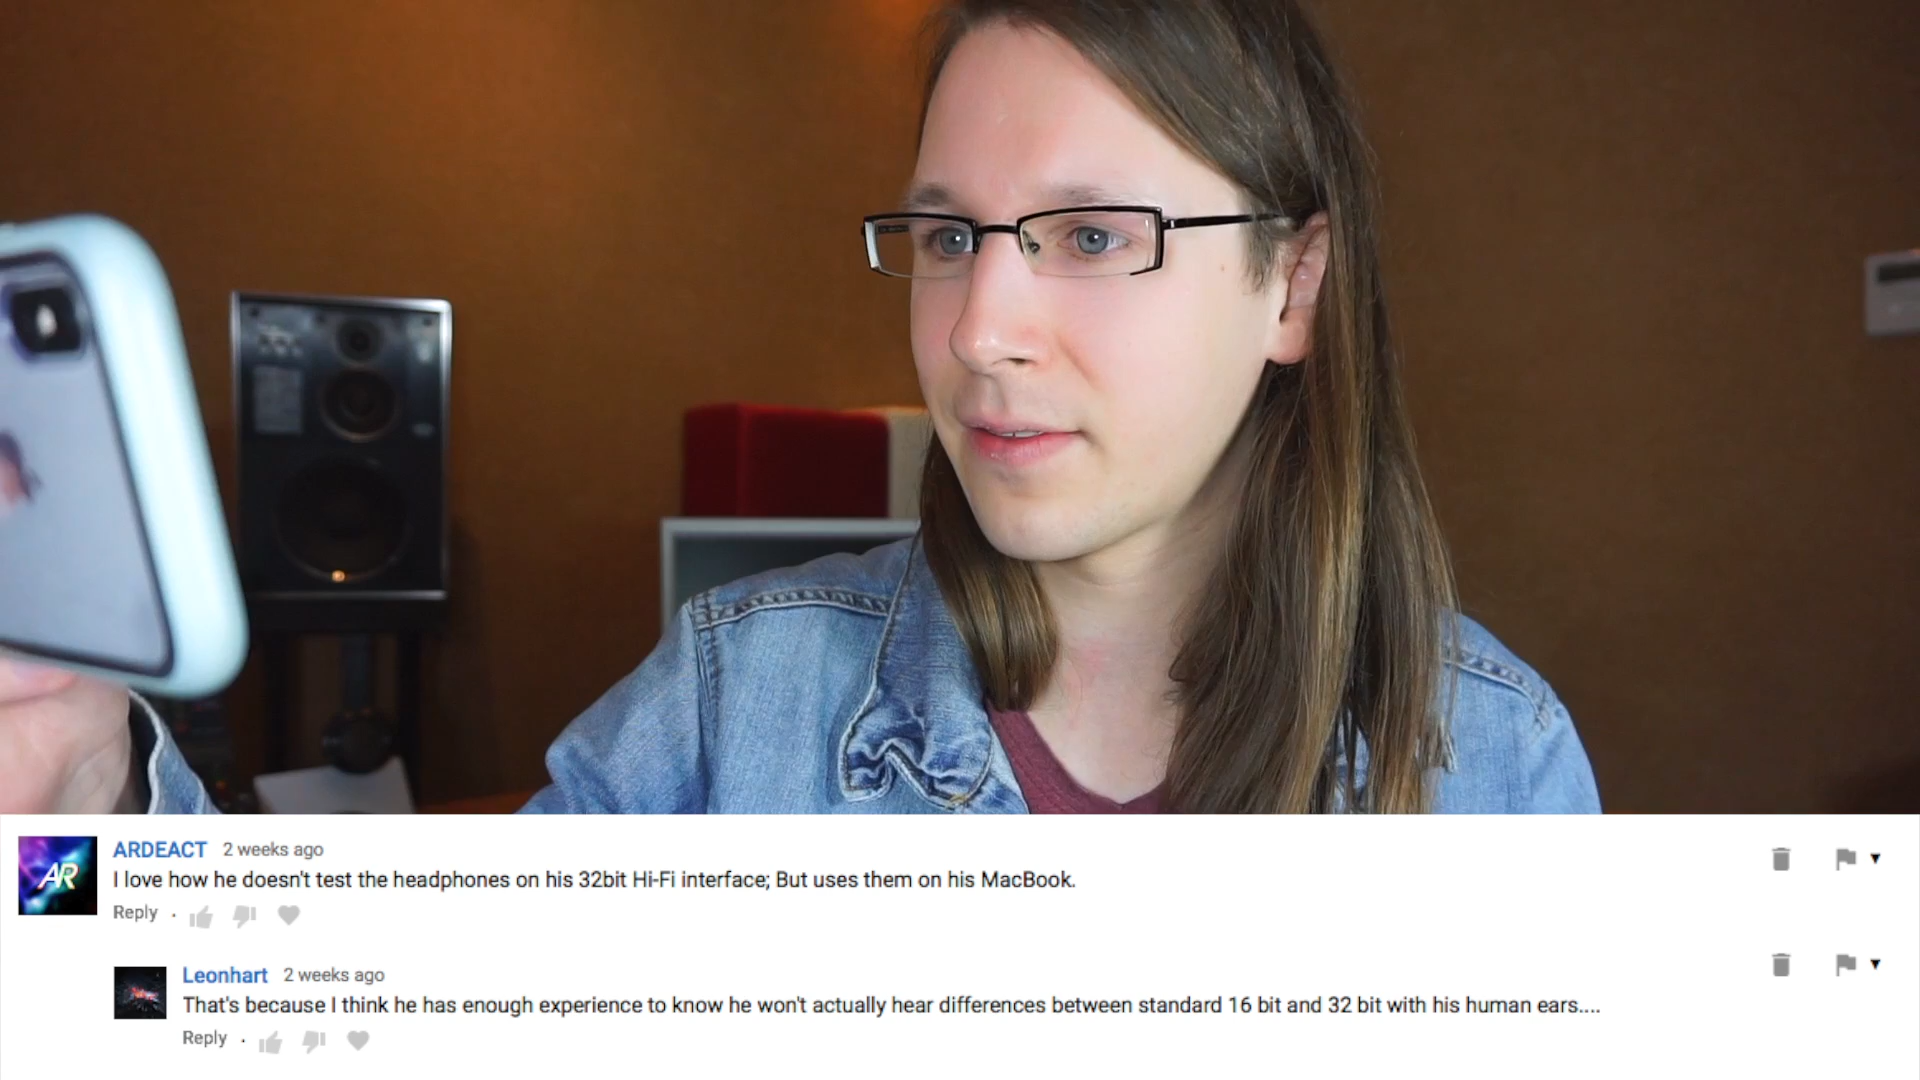 AR
ARDEACT 2 weeks ago
I love how he doesn't test the headphones on his 32bit Hi-Fi interface; But uses them on his MacBook.
Reply
Leonhart 2 weeks ago
That's because I think he has enough experience to know he won't actually hear differences between standard 16 bit and 32 bit with his human ears....
Reply